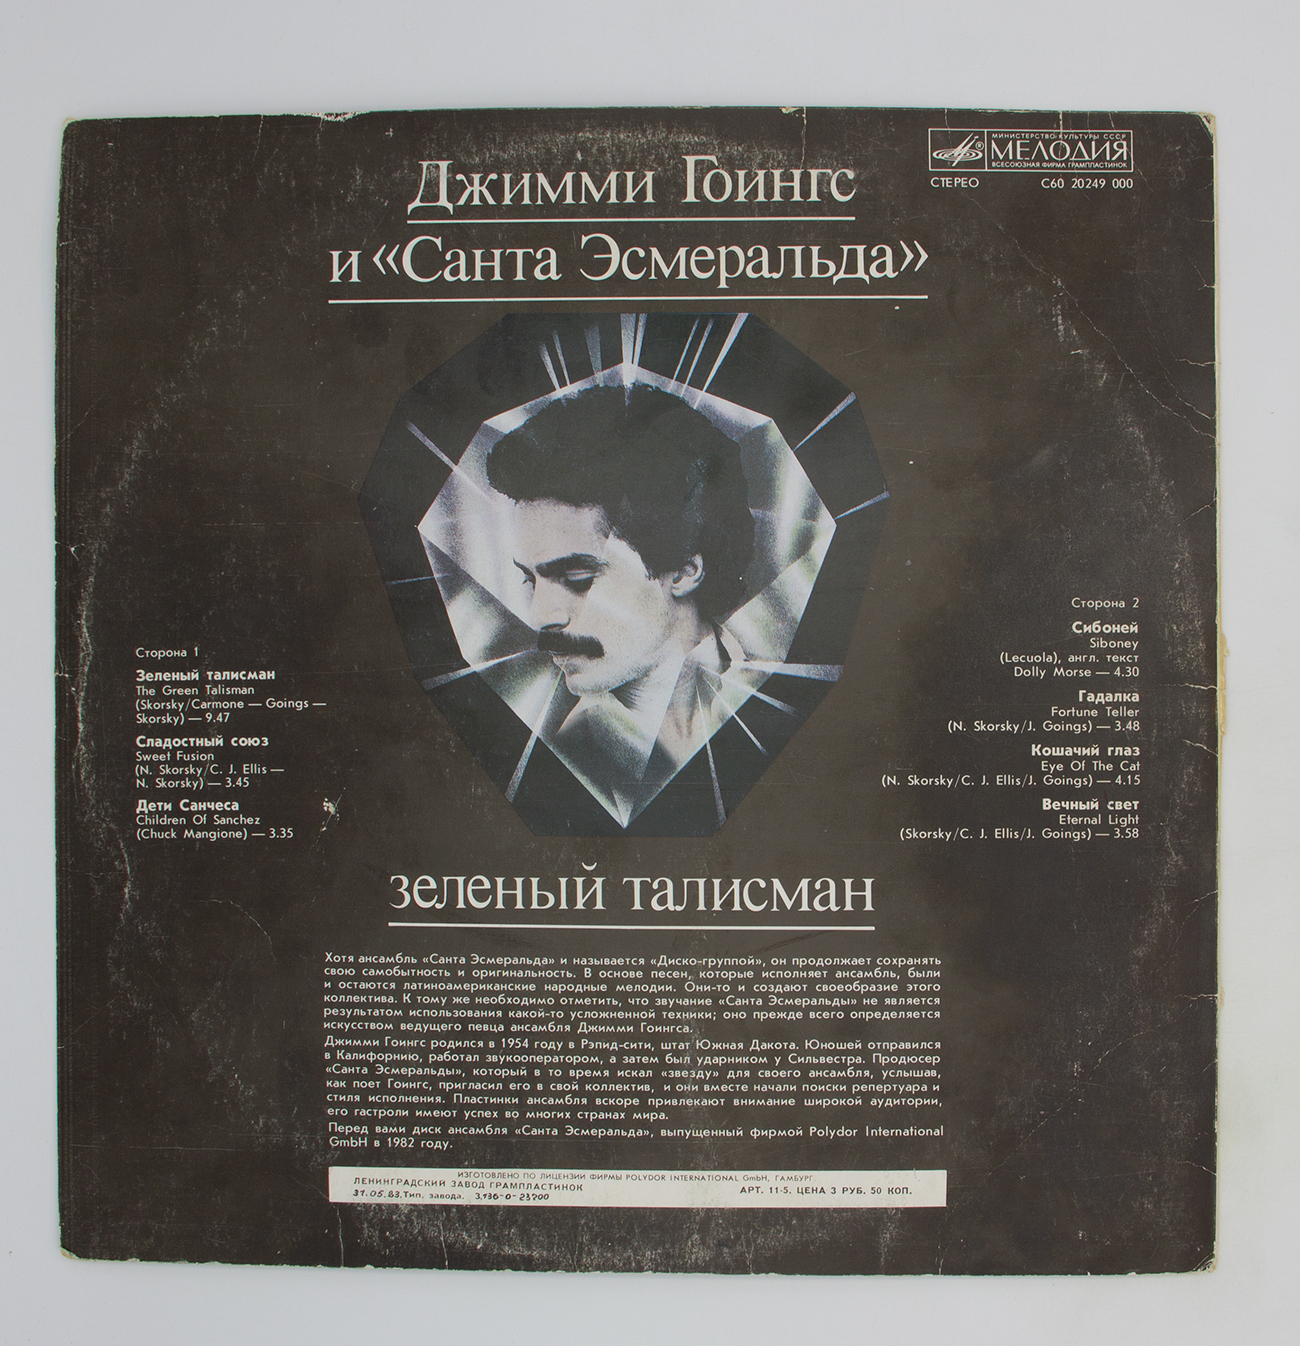 МИНИСТЕРСТВО КУЛЬТУРЫ СССР
МЕЛОДИЯ
ВСЕСОЮЗНАЯ ФИРМА ГРАМПЛАСТИНОК
СТЕРЕО С60 20249 000
Джимми Гоингс
и «Санта Эсмеральда»
Сторона 1
Зеленый талисман
The Green Talisman
(Skorsky/Carmone — Goings —
Skorsky) — 9.47
Сладостный союз
Sweet Fusion
(N. Skorsky/C. J. Ellis —
N. Skorsky) — 3.45
Дети Санчеса
Children Of Sanchez
(Chuck Mangione) — 3.35
Сторона 2
Сибоней
Siboney
(Lecuola), англ. текст
Dolly Morse — 4.30
Гадалка
Fortune Teller
(N. Skorsky/J. Goings) — 3.48
Кошачий глаз
Eye Of The Cat
(N. Skorsky/C. J. Ellis/J. Goings) — 4.15
Вечный свет
Eternal Light
(Skorsky/C. J. Ellis/J. Goings) — 3.58
зеленый талисман
Хотя ансамбль «Санта Эсмеральда» и называется «Диско-группой», он продолжает сохранять
свою самобытность и оригинальность. В основе песен, которые исполняет ансамбль, были
и остаются латиноамериканские народные мелодии. Они-то и создают своеобразие этого
коллектива. К тому же необходимо отметить, что звучание «Санта Эсмеральды» не является
результатом использования какой-то усложненной техники; оно прежде всего определяется
искусством ведущего певца ансамбля Джимми Гоингса.
Джимми Гоингс родился в 1954 году в Рэпид-сити, штат Южная Дакота. Юношей отправился
в Калифорнию, работал звукооператором, а затем был ударником у Сильвестра. Продюсер
«Санта Эсмеральды», который в то время искал «звезду» для своего ансамбля, услышав,
как поет Гоингс, пригласил его в свой коллектив, и они вместе начали поиски репертуара и
стиля исполнения. Пластинки ансамбля вскоре привлекают внимание широкой аудитории,
его гастроли имеют успех во многих странах мира.
Перед вами диск ансамбля «Санта Эсмеральда», выпущенный фирмой Polydor International
GmbH в 1982 году.
ИЗГОТОВЛЕНО ПО ЛИЦЕНЗИИ ФИРМЫ POLYDOR INTERNATIONAL GmbH, ГАМБУРГ
ЛЕНИНГРАДСКИЙ ЗАВОД ГРАМПЛАСТИНОК АРТ. 11-5. ЦЕНА 3 РУБ. 50 КОП.
31.05.83. Тип. завода.